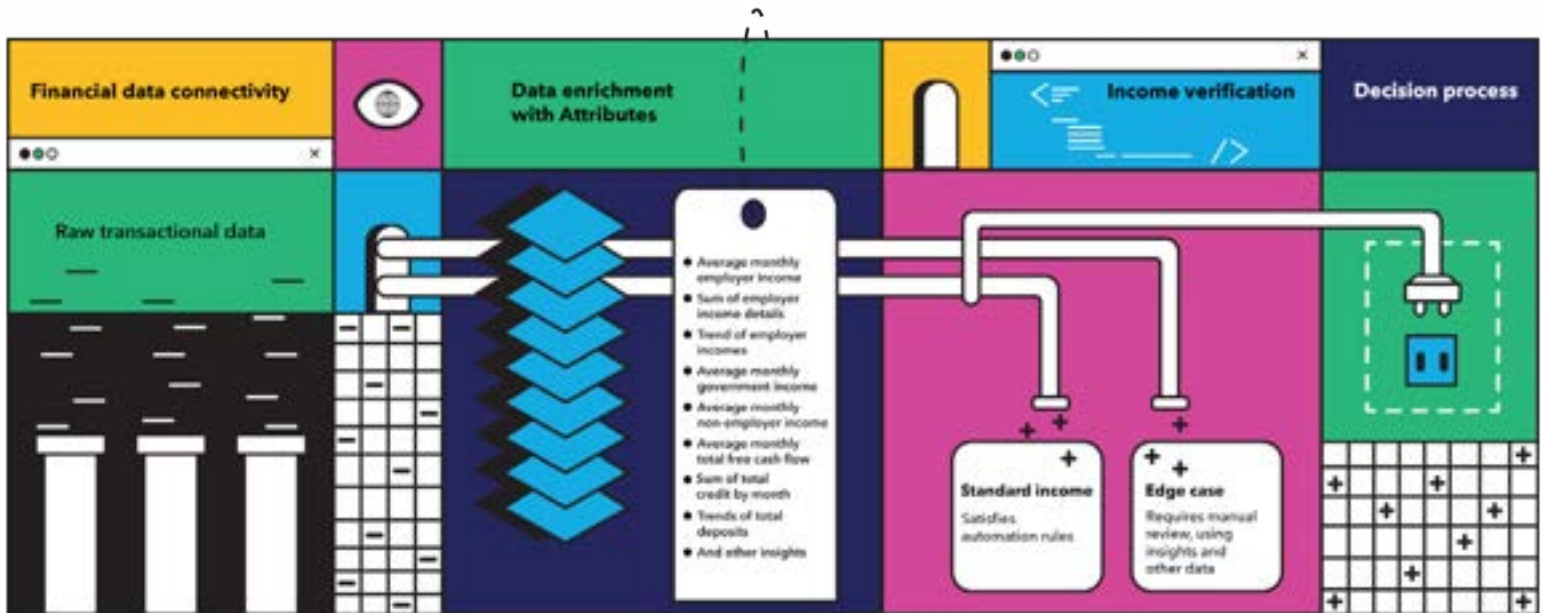 Financial data connectivity
Raw transactional data
Data enrichment
with Attributes
Average monthly
employer income
Sum of employer
income details
Trend of employer
incomes
Average monthly
government income
Average monthly
non-employer income
Average monthly
total free cash flow
Sum of total
credit by month
Trends of total
deposits
And other insights
Income verification
Standard income
Satisfies
automation rules
Edge case
Requires manual
review, using
insights and
other data
Decision process